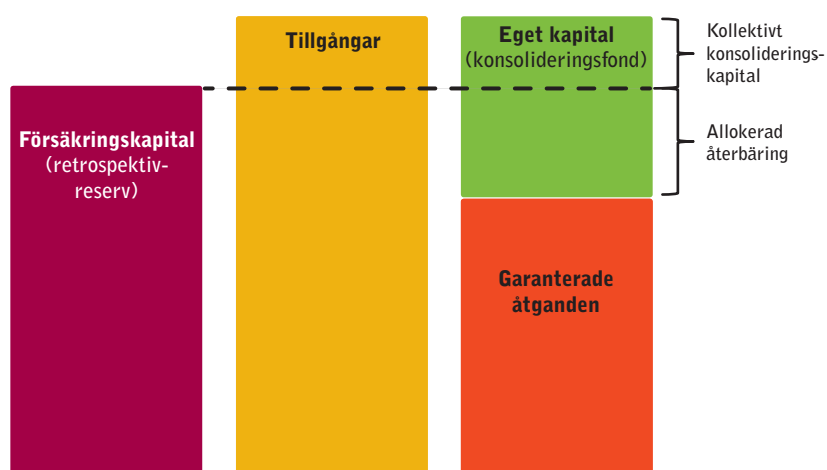 Försäkringskapital
(retrospektiv-
reserv)
Tillgångar
Eget kapital
(konsolideringsfond)
Garanterade
åtganden
Kollektivt
konsoliderings-
kapital
Allokerad
återbäring